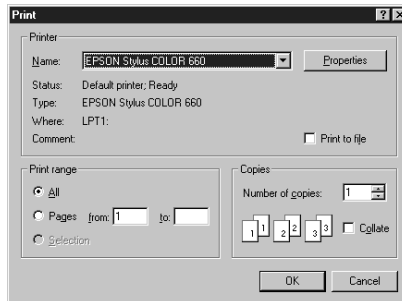 Print
Printer
Name: EPSON Stylus COLOR 660 Properties
Status: Default printer; Ready
Type: EPSON Stylus COLOR 660
Where: LPT1:
Comment: Print to file
Print range
All
Pages from: 1 to:
Selection
Copies
Number of copies: 1
1 1 2 2 3 3 Collate
OK Cancel